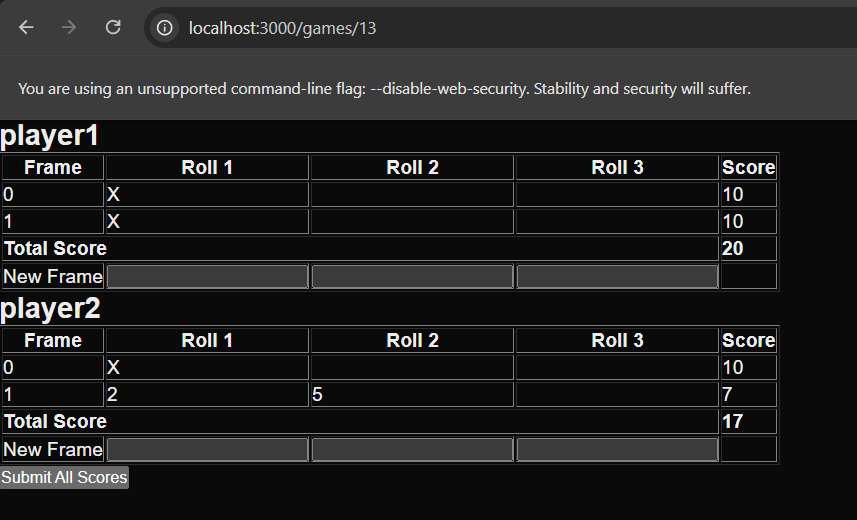 localhost:3000/games/13
You are using an unsupported command-line flag: --disable-web-security. Stability and security will suffer.
player1
Frame Roll 1 Roll 2 Roll 3 Score
0 X 10
1 X 10
Total Score 20
New Frame
player2
Frame Roll 1 Roll 2 Roll 3 Score
0 X 10
1 2 5 7
Total Score 17
New Frame
Submit All Scores